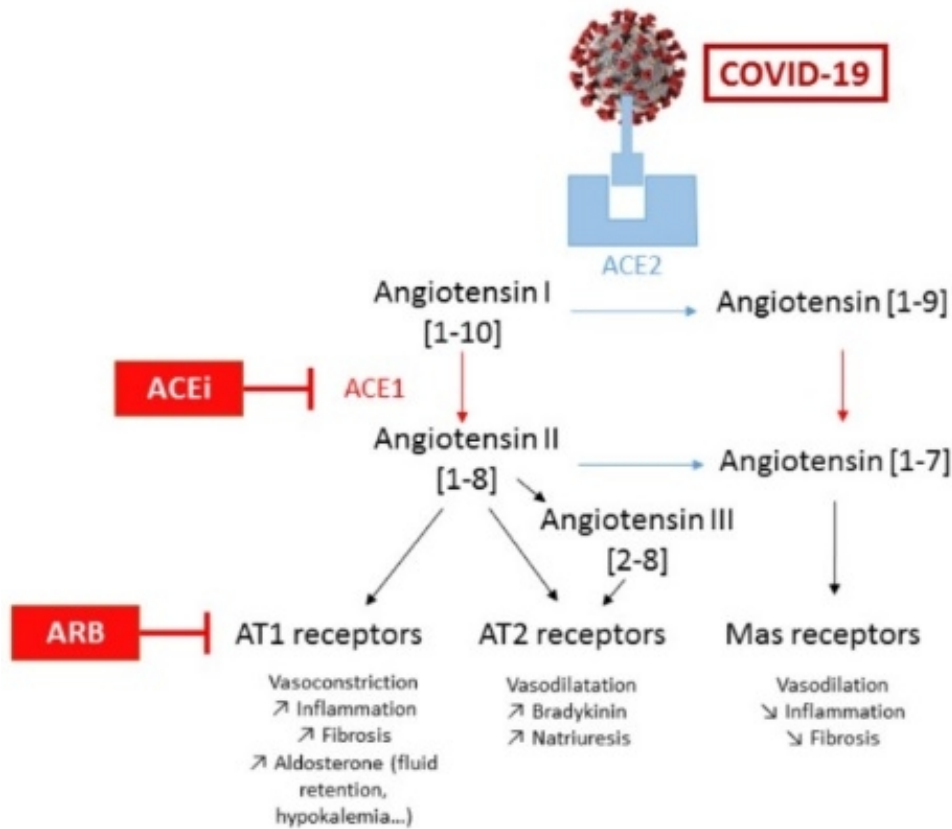 COVID-19
ACE2
Angiotensin I
[1-10]
Angiotensin [1-9]
ACEi
ACE1
Angiotensin II
[1-8]
Angiotensin [1-7]
Angiotensin III
[2-8]
ARB
AT1 receptors
Vasoconstriction
↗ Inflammation
↗ Fibrosis
↗ Aldosterone (fluid
retention,
hypokalemia...)
AT2 receptors
Vasodilatation
↗ Bradykinin
↗ Natriuresis
Mas receptors
Vasodilation
↘ Inflammation
↘ Fibrosis